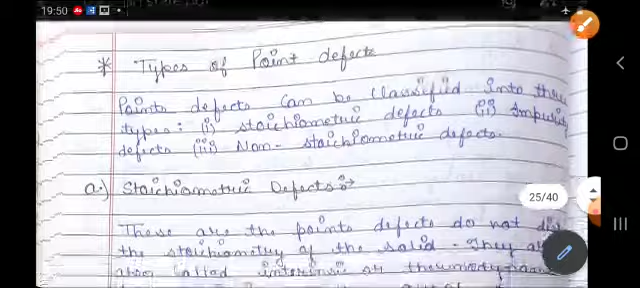 19:50
* Types of Point defects
Points defects can be classified into three
types: (i) stoichiometric defects (ii) Impurity
defects (iii) Non-stoichiometric defects.
a.) Stoichiometric Defects:→
25/40
These are the points defects do not
the stoichiometry of the solid. They
also called intrinsic or